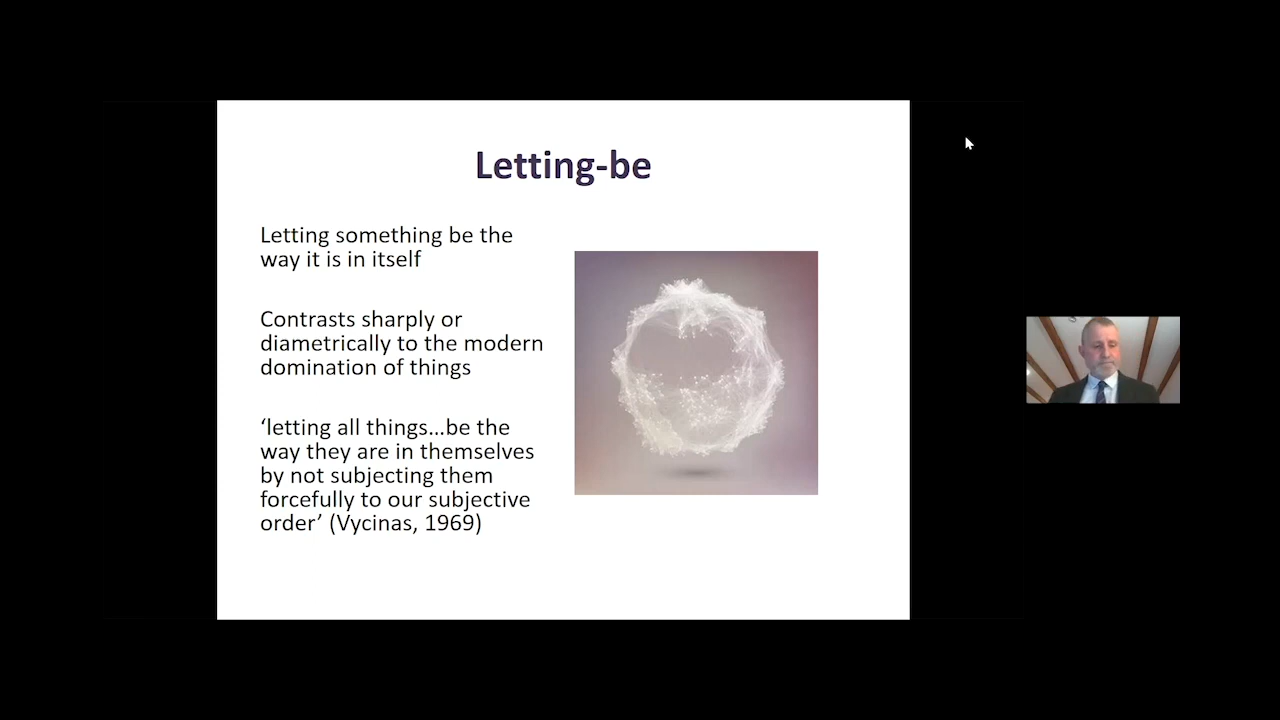 Letting-be
Letting something be the
way it is in itself
Contrasts sharply or
diametrically to the modern
domination of things
‘letting all things...be the
way they are in themselves
by not subjecting them
forcefully to our subjective
order’ (Vycinas, 1969)